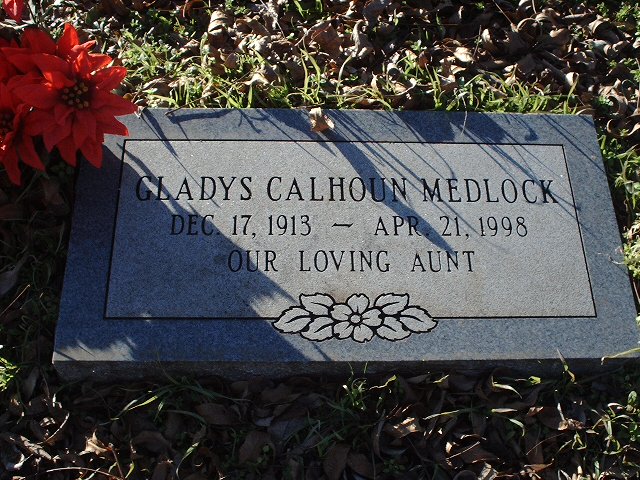 GLADYS CALHOUN MEDLOCK
DEC. 17, 1913 ~ APR. 21, 1998
OUR LOVING AUNT